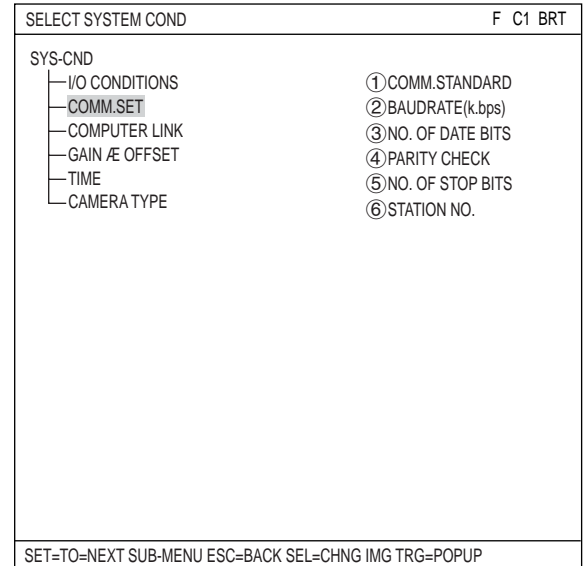 SELECT SYSTEM COND F C1 BRT
SYS-CND
I/O CONDITIONS
COMM.SET
COMPUTER LINK
GAIN Æ OFFSET
TIME
CAMERA TYPE
①COMM.STANDARD
②BAUDRATE(k.bps)
③NO. OF DATE BITS
④PARITY CHECK
⑤NO. OF STOP BITS
⑥STATION NO.
SET=TO=NEXT SUB-MENU ESC=BACK SEL=CHNG IMG TRG=POPUP